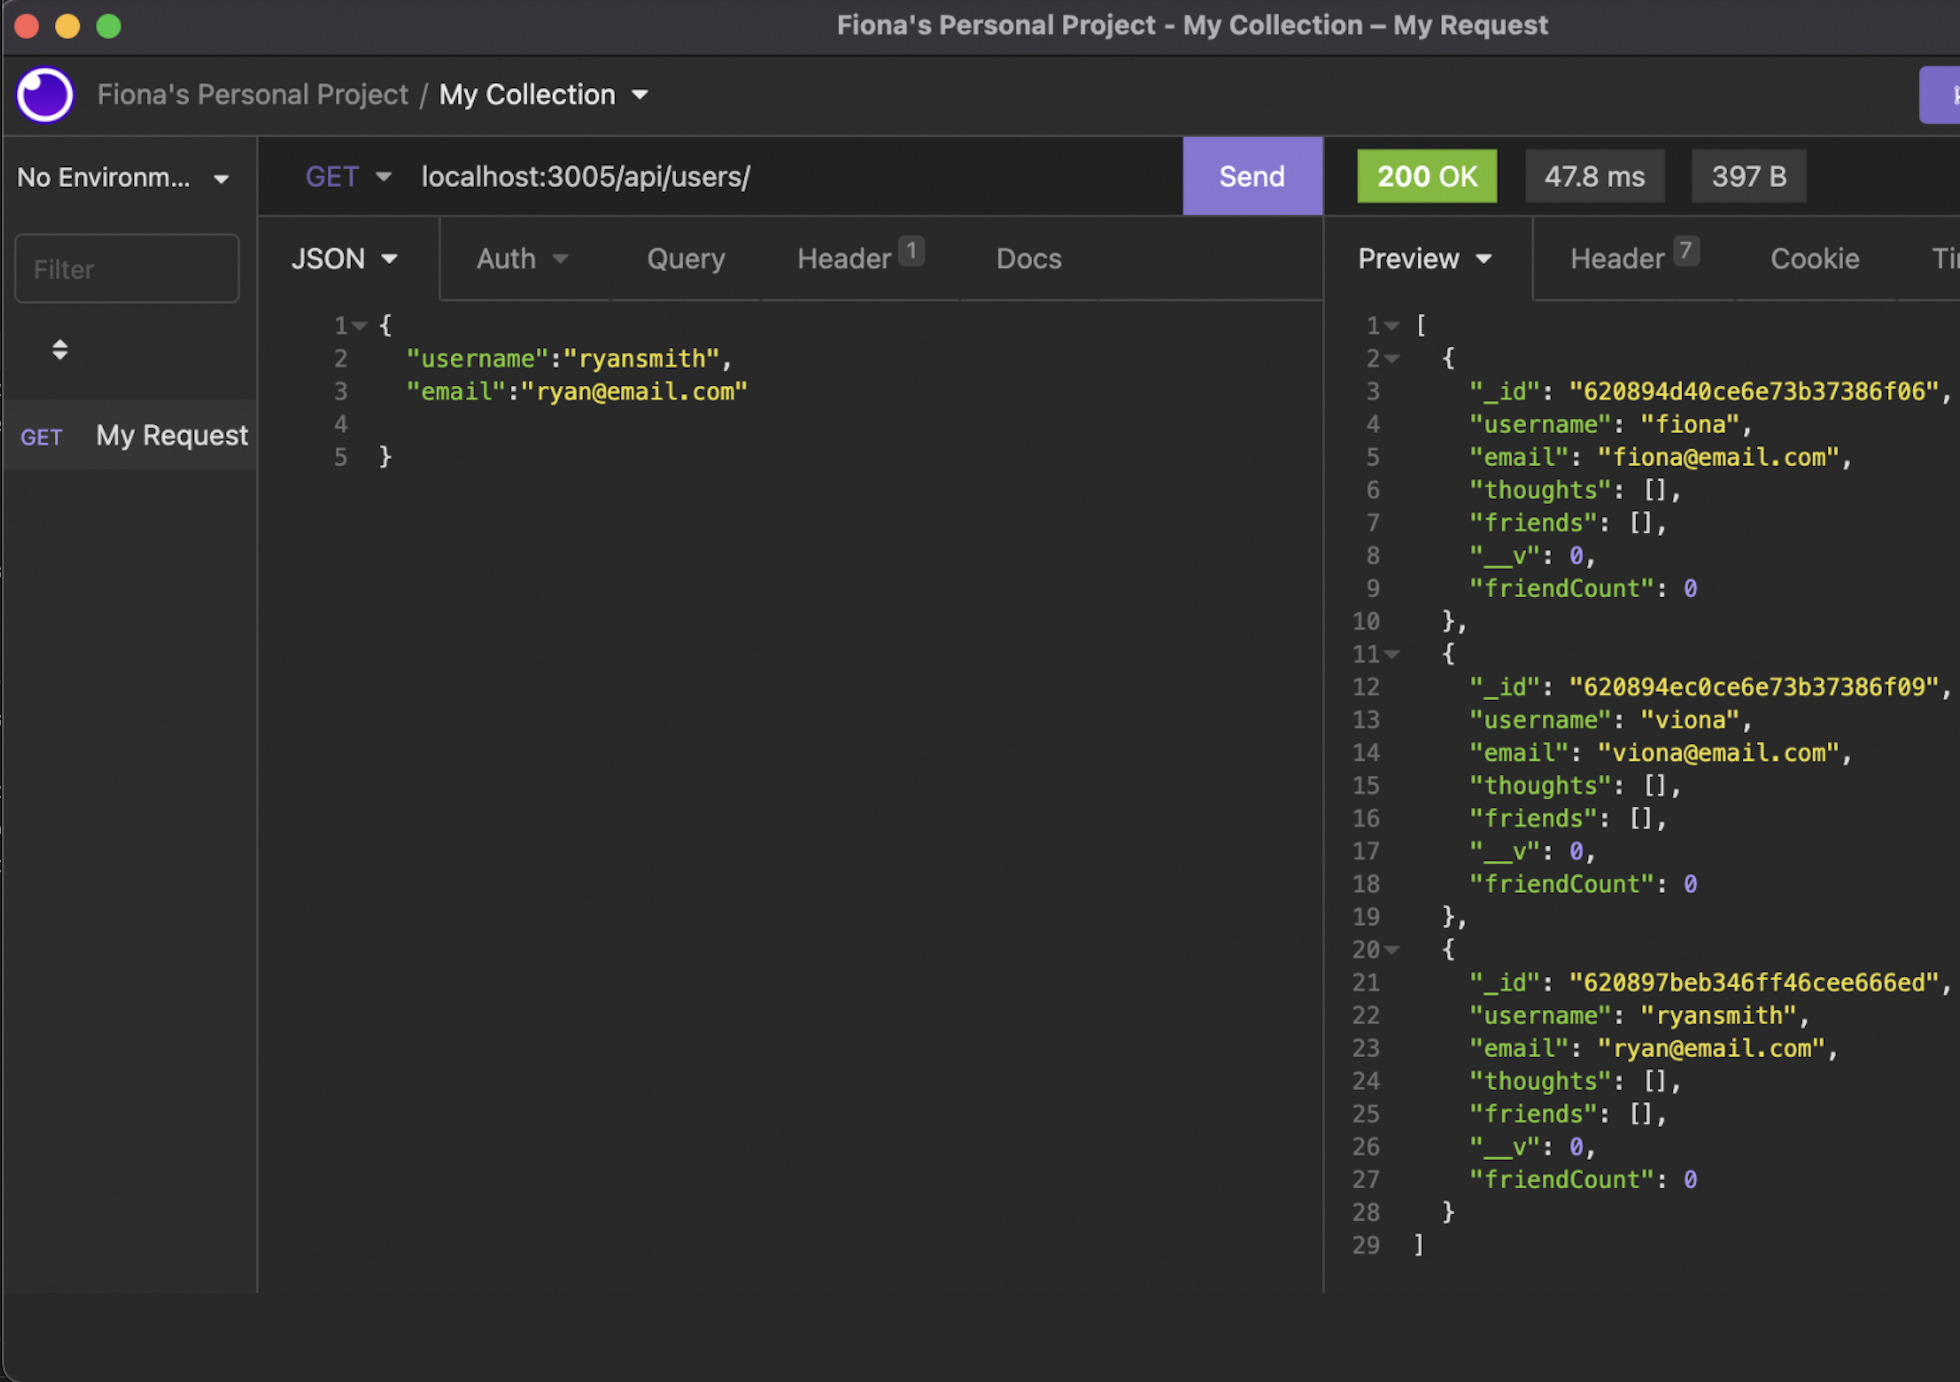 Fiona's Personal Project - My Collection – My Request
Fiona's Personal Project / My Collection
No Environm...
GET localhost:3005/api/users/
Send
200 OK 47.8 ms 397 B
Filter
JSON Auth Query Header 1 Docs
Preview Header 7 Cookie
GET My Request
1 {
2 "username":"ryansmith",
3 "email":"ryan@email.com"
4
5 }
1 [
2 {
3 "_id": "620894d40ce6e73b37386f06",
4 "username": "fiona",
5 "email": "fiona@email.com",
6 "thoughts": [],
7 "friends": [],
8 "__v": 0,
9 "friendCount": 0
10 },
11 {
12 "_id": "620894ec0ce6e73b37386f09",
13 "username": "viona",
14 "email": "viona@email.com",
15 "thoughts": [],
16 "friends": [],
17 "__v": 0,
18 "friendCount": 0
19 },
20 {
21 "_id": "620897beb346ff46cee666ed",
22 "username": "ryansmith",
23 "email": "ryan@email.com",
24 "thoughts": [],
25 "friends": [],
26 "__v": 0,
27 "friendCount": 0
28 }
29 ]